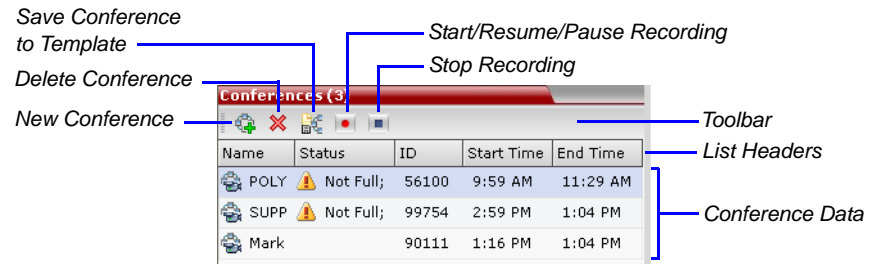 Save Conference
to Template
Start/Resume/Pause Recording
Stop Recording
Delete Conference
New Conference
Conferences (3)
Toolbar
List Headers
Name Status ID Start Time End Time
POLY Not Full; 56100 9:59 AM 11:29 AM
SUPP Not Full; 99754 2:59 PM 1:04 PM
Mark 90111 1:16 PM 1:04 PM
Conference Data